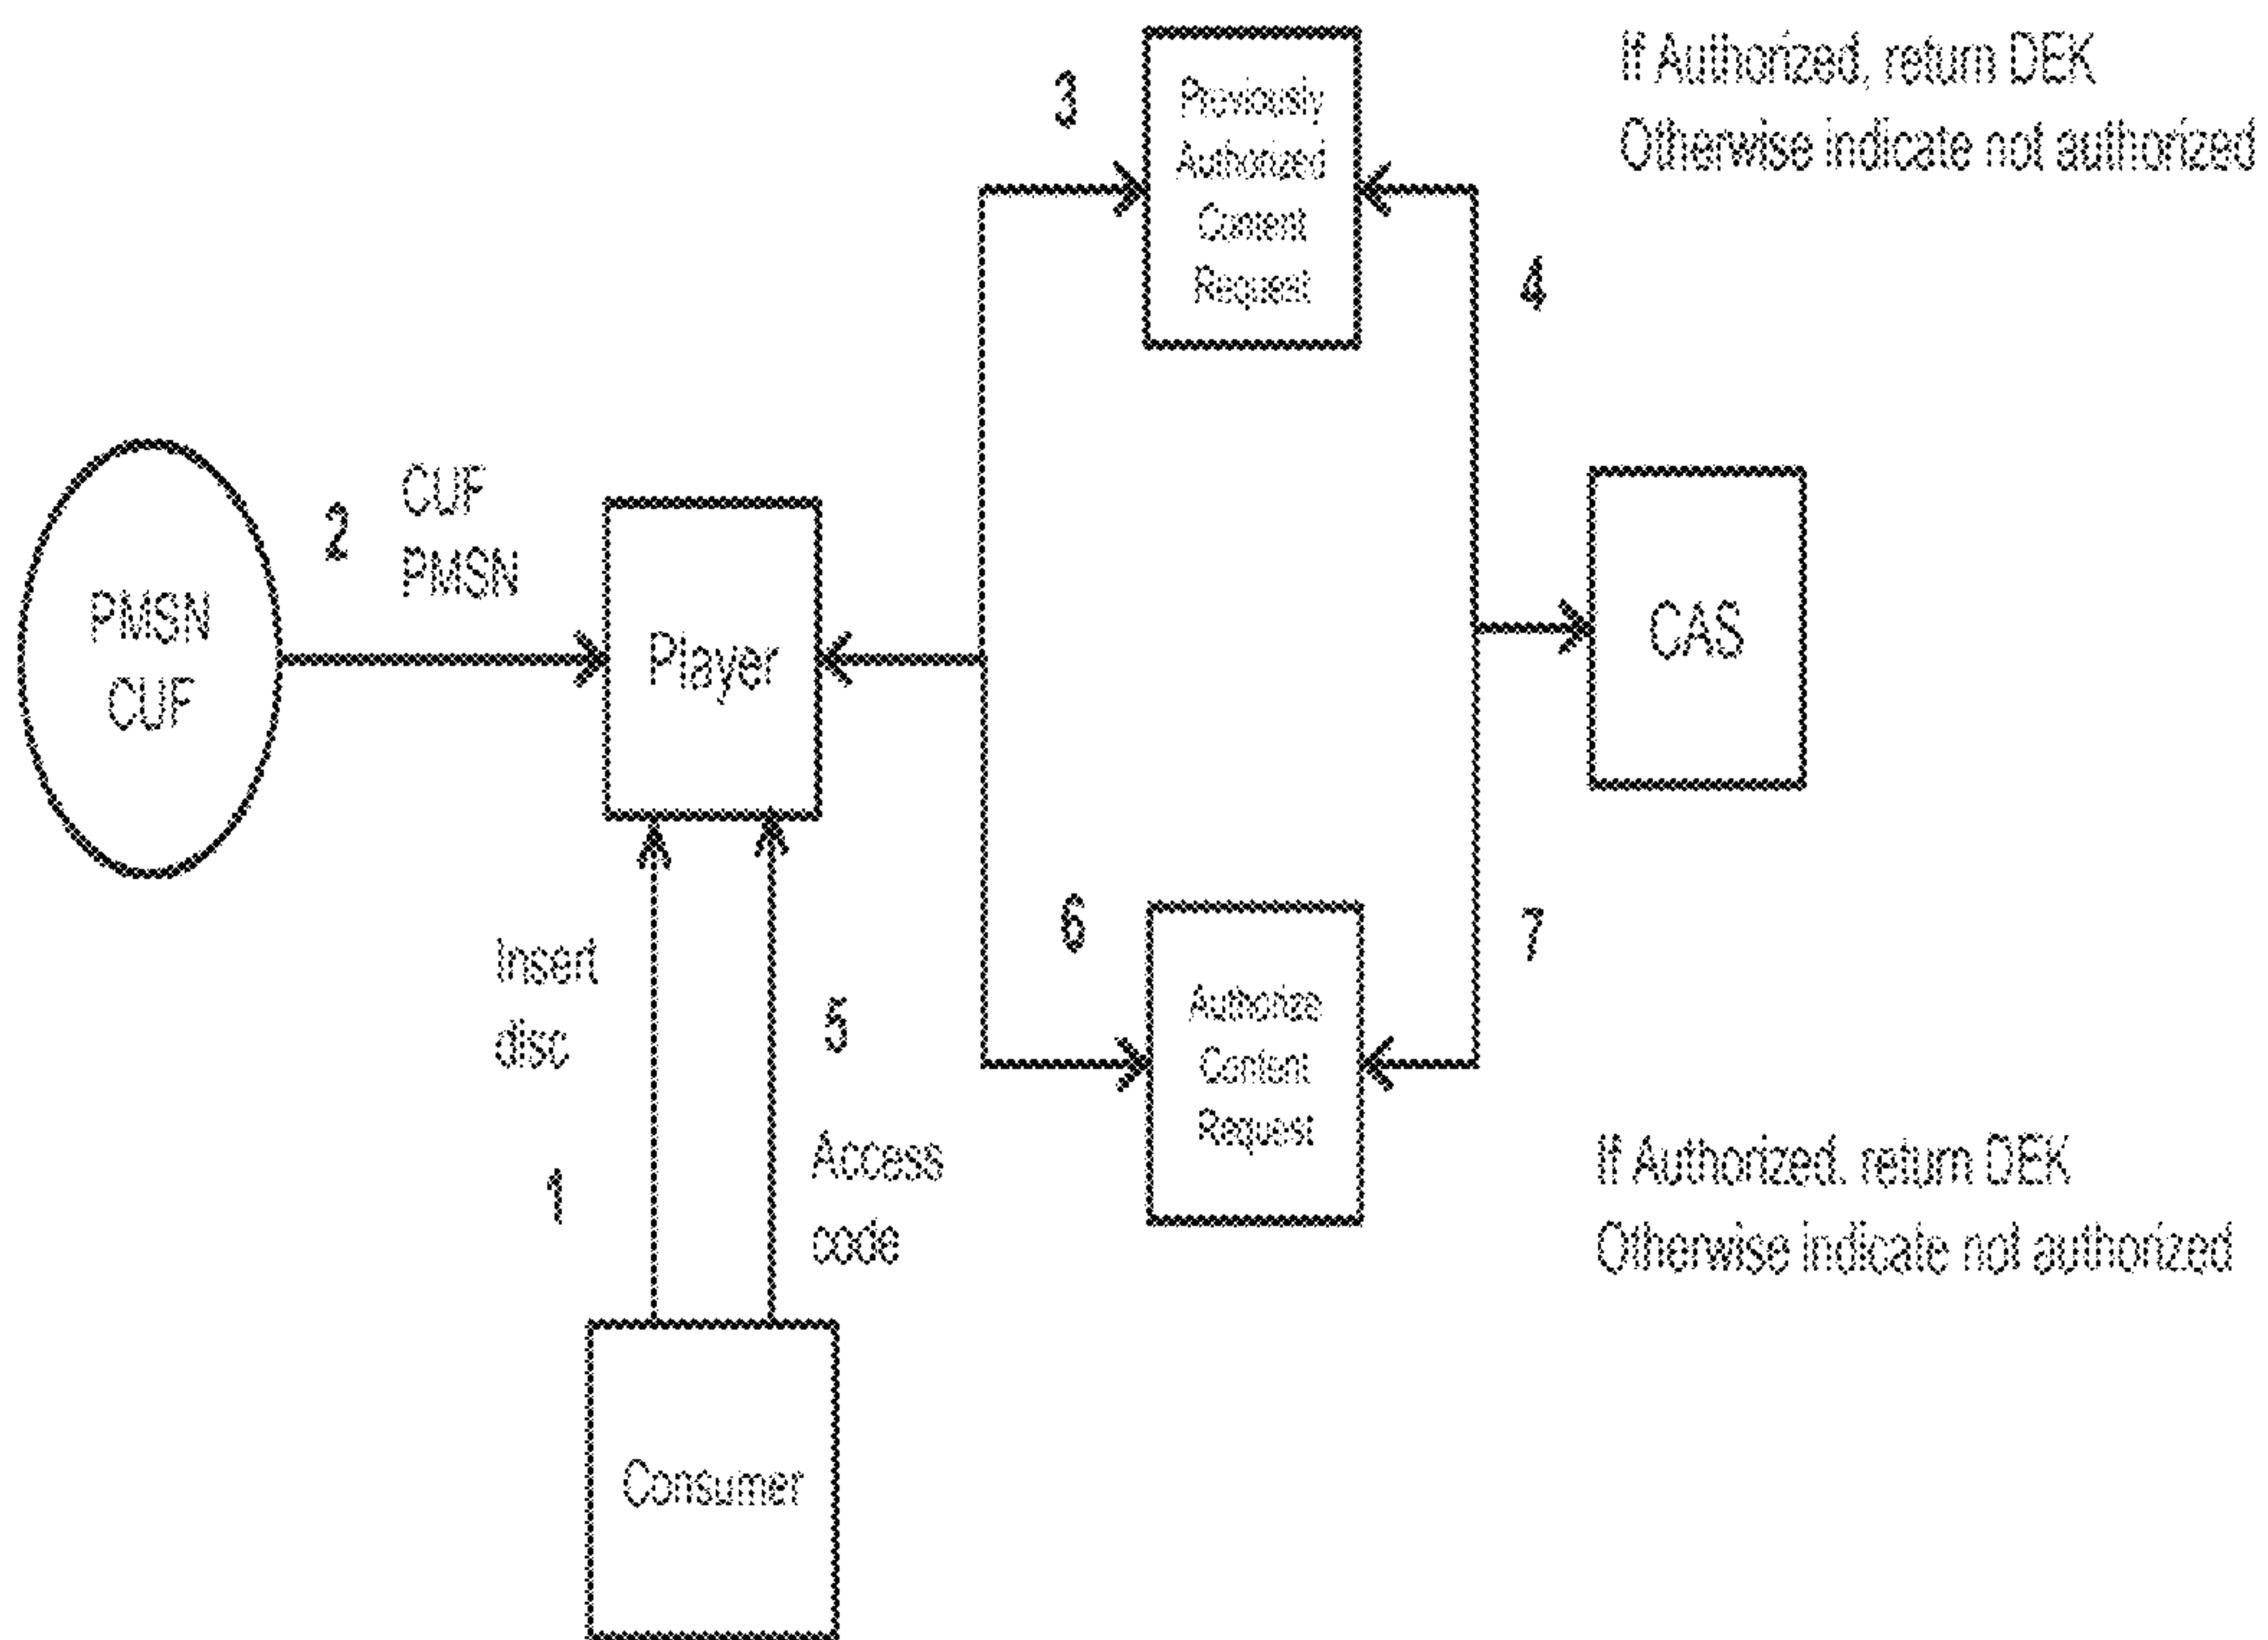 3
Previously
Authorized
Content
Request
If Authorized, return DEK
Otherwise indicate not authorized
4
2
CUF
PMSN
PMSN
CUF
Player
CAS
Insert
disc
1
5
Access
code
6
Authorize
Content
Request
7
If Authorized. return DEK
Otherwise indicate not authorized
Consumer